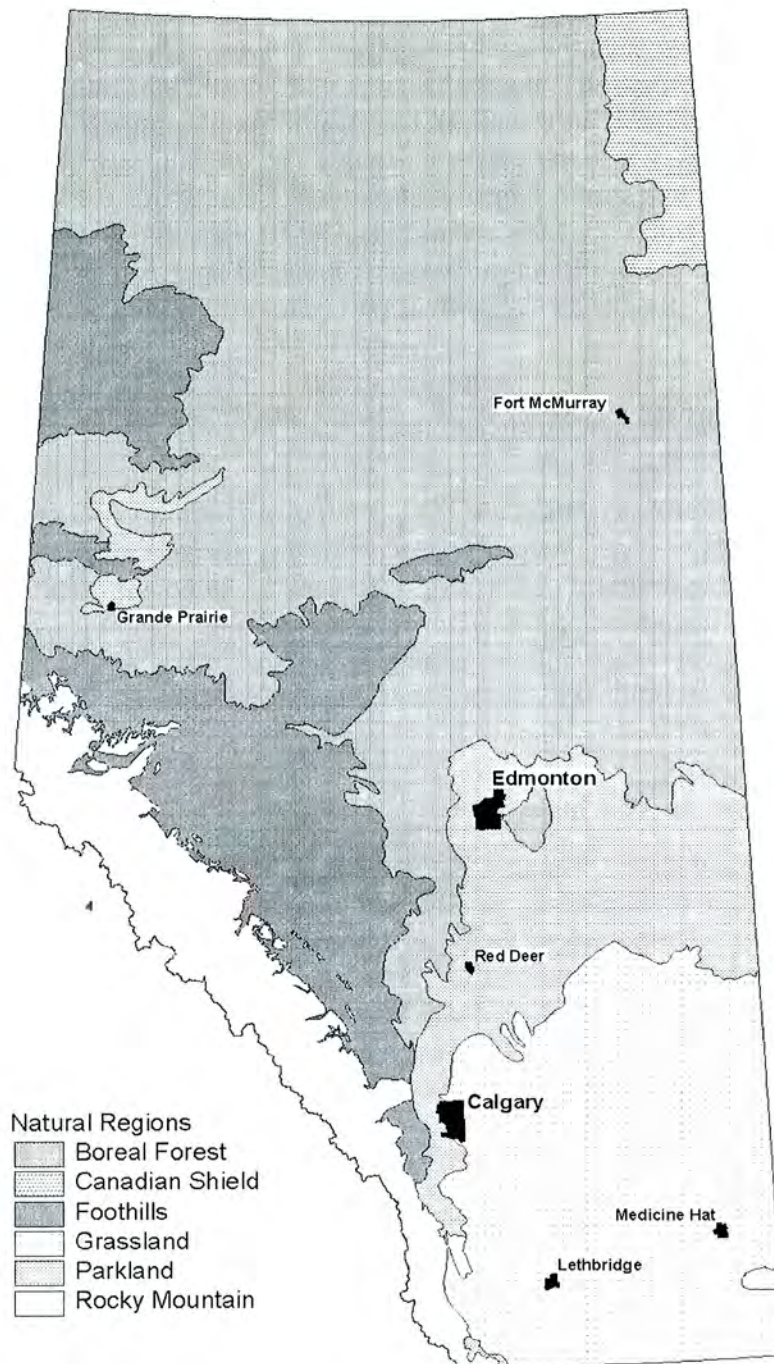 Fort McMurray
Grande Prairie
Edmonton
Red Deer
Calgary
Medicine Hat
Lethbridge
Natural Regions
Boreal Forest
Canadian Shield
Foothills
Grassland
Parkland
Rocky Mountain